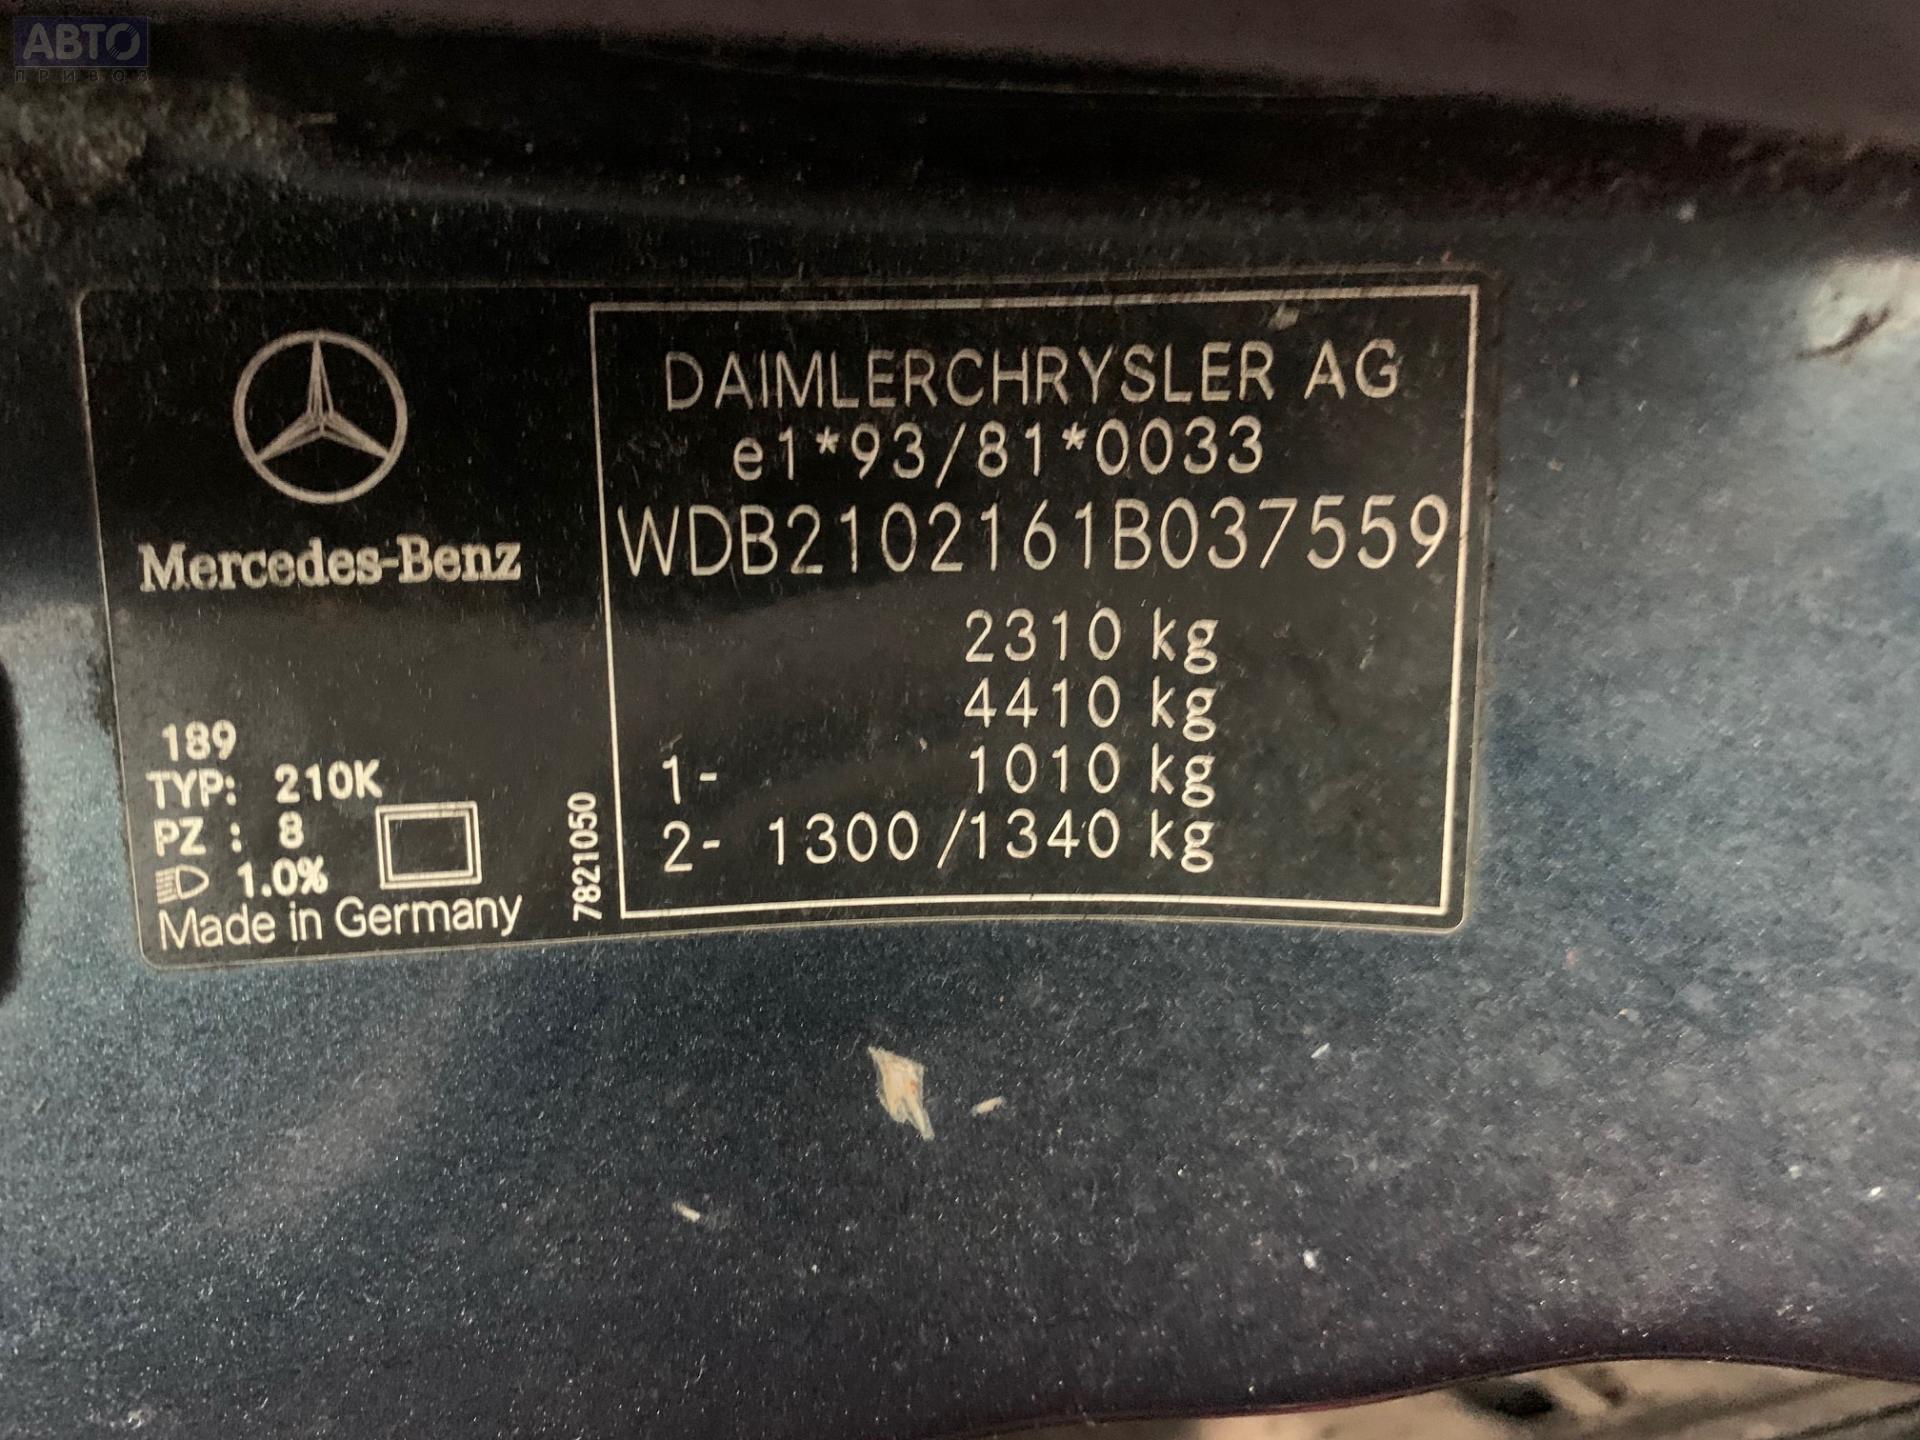 АВТО
ПРИВОЗ
Mercedes-Benz
189
TYP: 210K
PZ : 8
1.0%
Made in Germany
7821050
DAIMLERCHRYSLER AG
e1*93/81*0033
WDB2102161B037559
2310 kg
4410 kg
1- 1010 kg
2- 1300/1340 kg